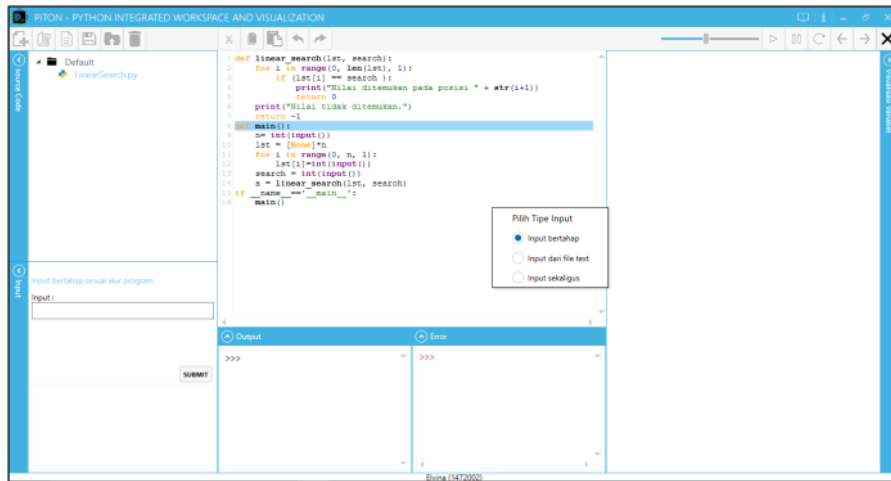 PITON - PYTHON INTEGRATED WORKSPACE AND VISUALIZATION
Source Code
Default
LinearSearch.py
1 def linear_search(lst, search):
2 for i in range(0, len(lst), 1):
3 if (lst[i] == search ):
4 print("Nilai ditemukan pada posisi " + str(i+1))
5 return 0
6 print("Nilai tidak ditemukan.")
7 return -1
8 def main():
9 n= int(input())
10 lst = [None]*n
11 for i in range(0, n, 1):
12 lst[i]=int(input())
13 search = int(input())
14 a = linear_search(lst, search)
15 if __name__=='__main__':
16 main()
Pilih Tipe Input
Input bertahap
Input dari file text
Input sekaligus
Input
Input bertahap sesuai alur program
Input :
SUBMIT
Output
>>>
Error
>>>
Elvina (1472002)